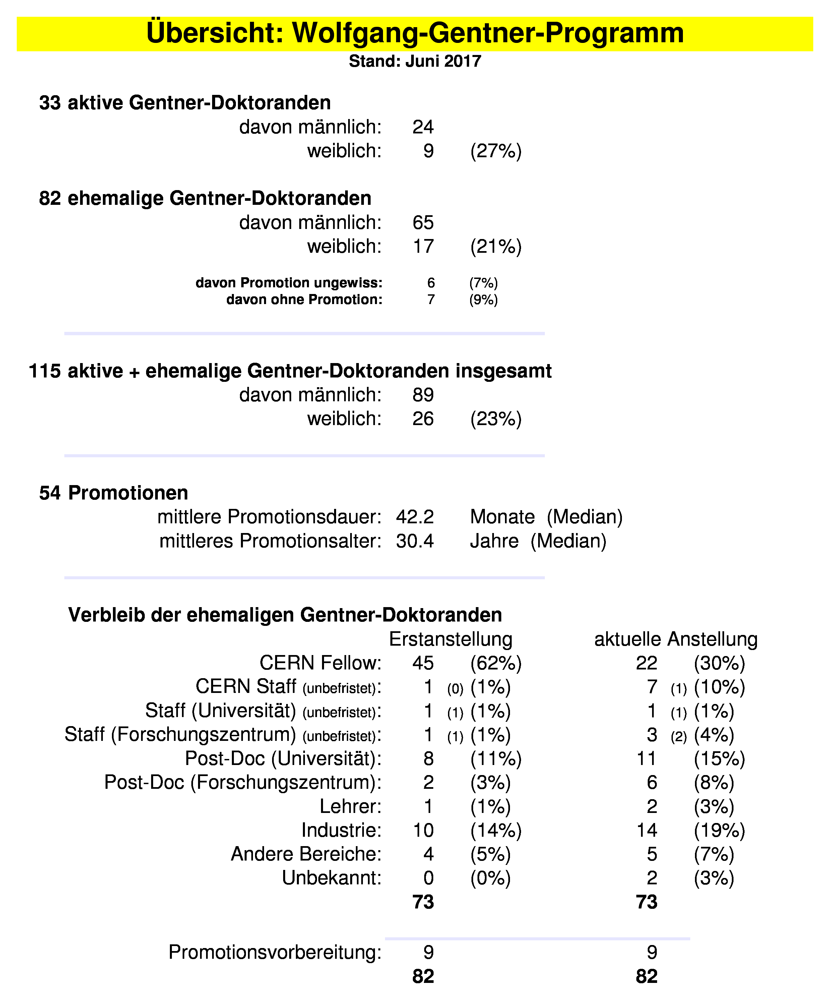 Übersicht: Wolfgang-Gentner-Programm
Stand: Juni 2017
33 aktive Gentner-Doktoranden
davon männlich: 24
weiblich: 9 (27%)
82 ehemalige Gentner-Doktoranden
davon männlich: 65
weiblich: 17 (21%)
davon Promotion ungewiss: 6 (7%)
davon ohne Promotion: 7 (9%)
115 aktive + ehemalige Gentner-Doktoranden insgesamt
davon männlich: 89
weiblich: 26 (23%)
54 Promotionen
mittlere Promotionsdauer: 42.2 Monate (Median)
mittleres Promotionsalter: 30.4 Jahre (Median)
Verbleib der ehemaligen Gentner-Doktoranden
Erstanstellung aktuelle Anstellung
CERN Fellow: 45 (62%) 22 (30%)
CERN Staff (unbefristet): 1 (0) (1%) 7 (1) (10%)
Staff (Universität) (unbefristet): 1 (1) (1%) 1 (1) (1%)
Staff (Forschungszentrum) (unbefristet): 1 (1) (1%) 3 (2) (4%)
Post-Doc (Universität): 8 (11%) 11 (15%)
Post-Doc (Forschungszentrum): 2 (3%) 6 (8%)
Lehrer: 1 (1%) 2 (3%)
Industrie: 10 (14%) 14 (19%)
Andere Bereiche: 4 (5%) 5 (7%)
Unbekannt: 0 (0%) 2 (3%)
73 73
Promotionsvorbereitung: 9 9
82 82